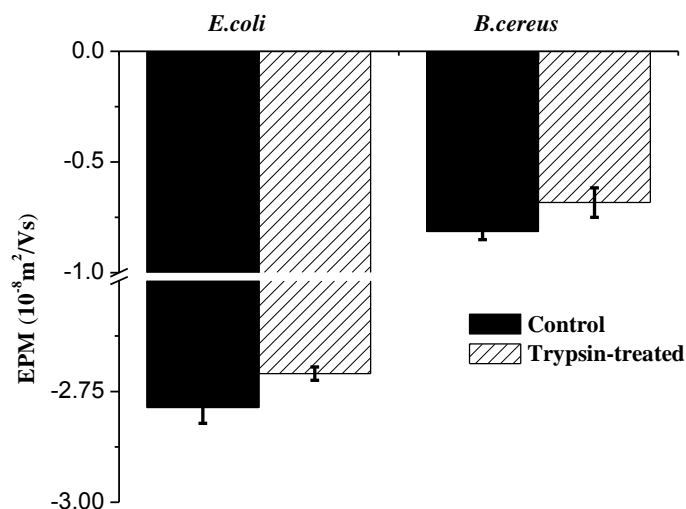 E.coli B.cereus
0.0
-0.5
-1.0
-2.75
-3.00
EPM (10⁻⁸m²/Vs)
Control
Trypsin-treated